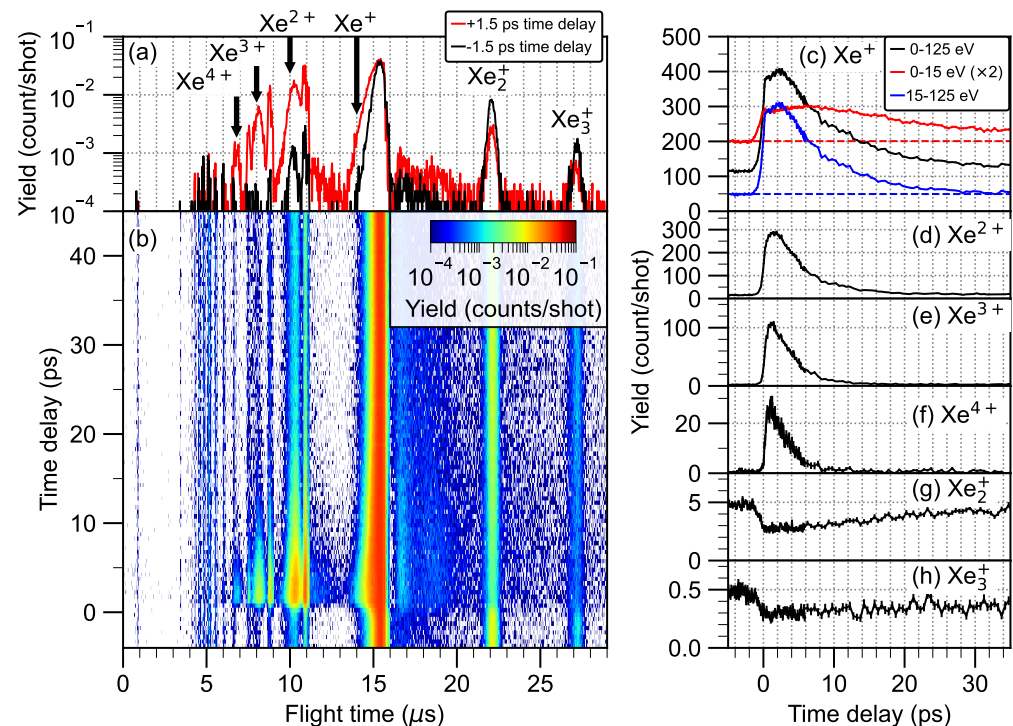 Xe²⁺
Xe⁺
+1.5 ps time delay
-1.5 ps time delay
10⁻¹
(a)
Xe³⁺
Xe⁴⁺
Xe₂⁺
Xe₃⁺
10⁻²
10⁻³
10⁻⁴
Yield (count/shot)
(b)
10⁻⁴ 10⁻³ 10⁻² 10⁻¹
Yield (counts/shot)
40
30
20
10
0
Time delay (ps)
0 5 10 15 20 25
Flight time (μs)
500
400
300
200
100
0
(c) Xe⁺
0-125 eV
0-15 eV (×2)
15-125 eV
Yield (count/shot)
300
200
100
0
(d) Xe²⁺
100
0
(e) Xe³⁺
20
0
(f) Xe⁴⁺
5
0
(g) Xe₂⁺
0.5
0.0
(h) Xe₃⁺
0 10 20 30
Time delay (ps)